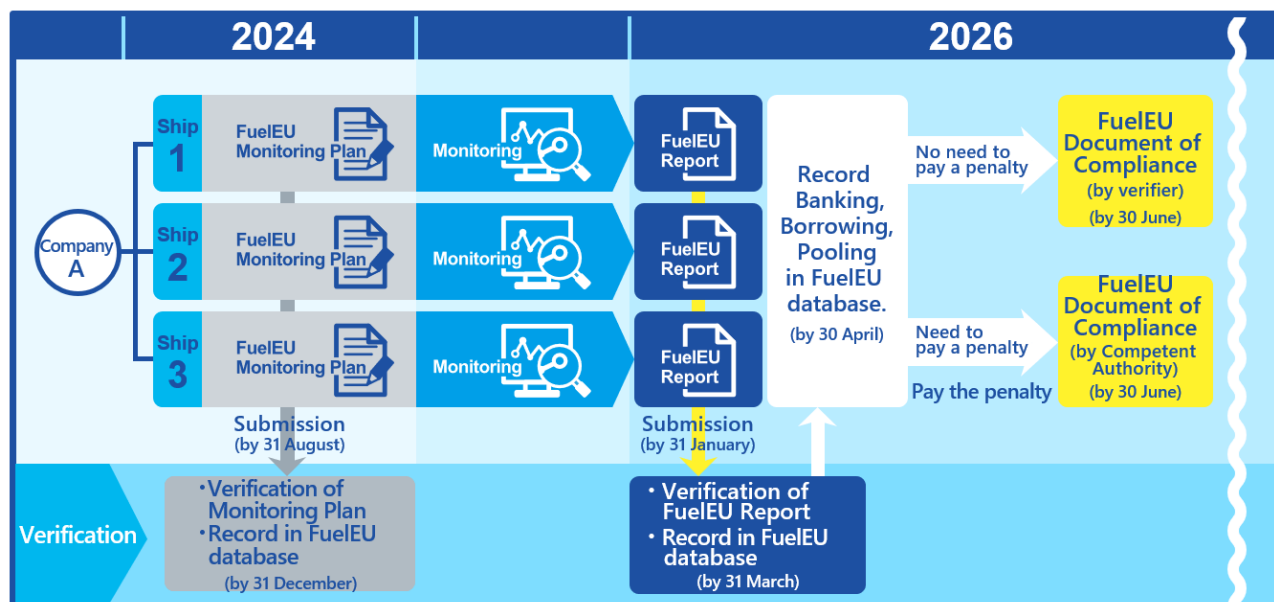 2024
2026
Company
A
Ship
1
FuelEU
Monitoring Plan
Monitoring
FuelEU
Report
Ship
2
FuelEU
Monitoring Plan
Monitoring
FuelEU
Report
Ship
3
FuelEU
Monitoring Plan
Monitoring
FuelEU
Report
Submission
(by 31 August)
Submission
(by 31 January)
Record
Banking,
Borrowing,
Pooling
in FuelEU
database.
(by 30 April)
No need to
pay a penalty
FuelEU
Document of
Compliance
(by verifier)
(by 30 June)
Need to
pay a penalty
Pay the penalty
FuelEU
Document of
Compliance
(by Competent
Authority)
(by 30 June)
Verification
・Verification of
Monitoring Plan
・Record in FuelEU
database
(by 31 December)
・Verification of
FuelEU Report
・Record in FuelEU
database
(by 31 March)